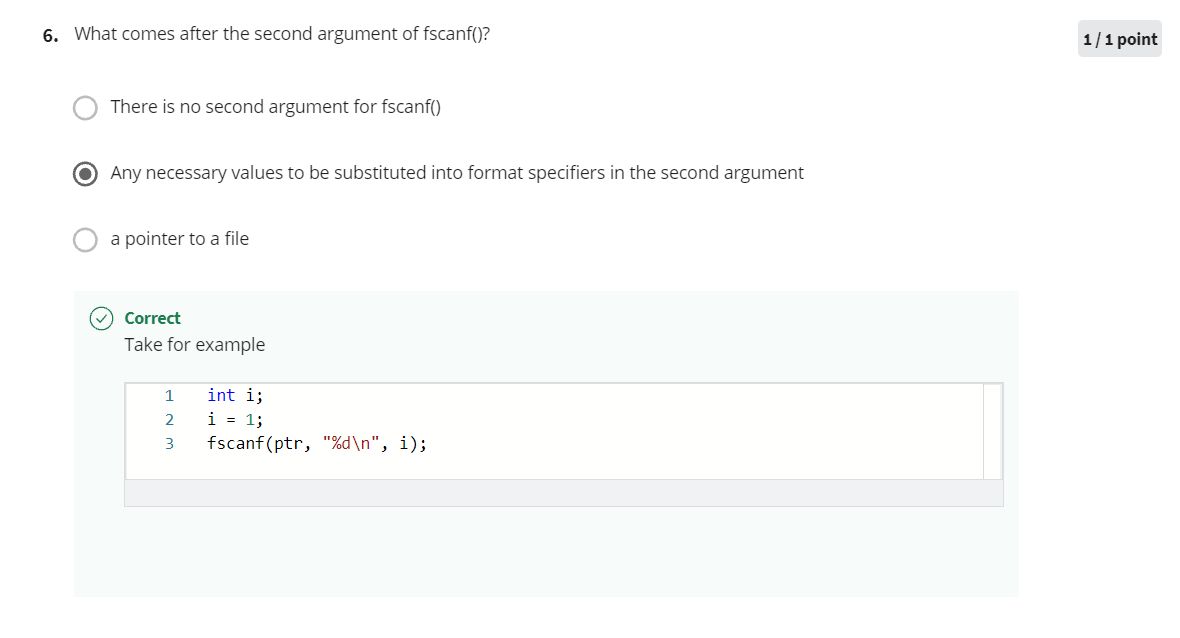 6. What comes after the second argument of fscanf()?
1 / 1 point
There is no second argument for fscanf()
Any necessary values to be substituted into format specifiers in the second argument
a pointer to a file
Correct
Take for example
1 int i;
2 i = 1;
3 fscanf(ptr, "%d\n", i);